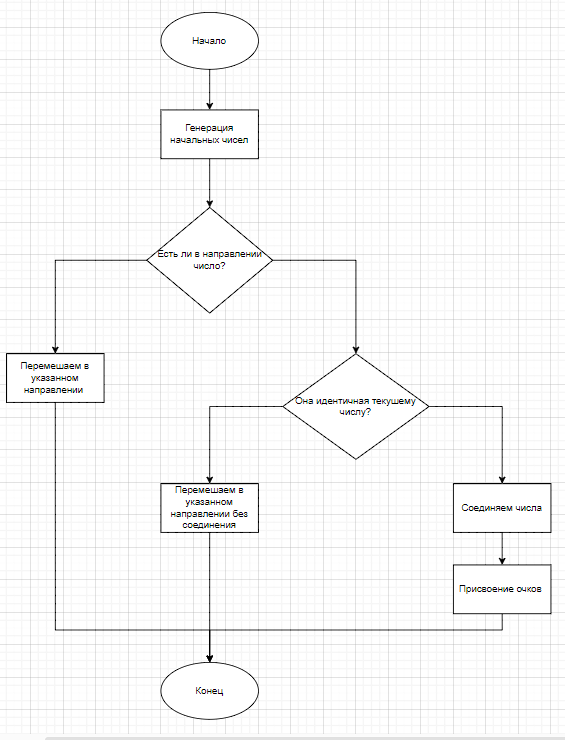 Начало
Генерация
начальных чисел
Есть ли в направлении
число?
Перемешаем в
указанном
направлении
Она идентичная текушему
числу?
Перемешаем в
указанном
направлении без
соединения
Соединяем числа
Присвоение очков
Конец